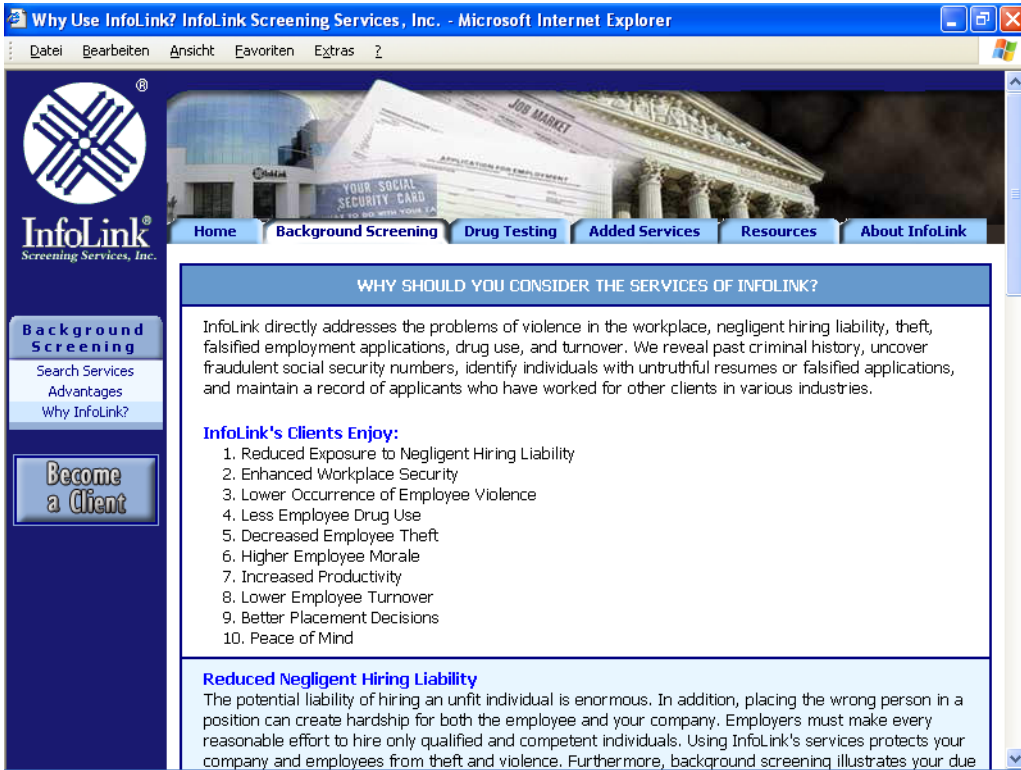 Why Use InfoLink? InfoLink Screening Services, Inc. - Microsoft Internet Explorer
Datei Bearbeiten Ansicht Favoriten Extras ?
®
JOB MARKET
APPLICATION FOR EMPLOYMENT
InfoLink
YOUR SOCIAL
SECURITY CARD
InfoLink®
Screening Services, Inc.
Home Background Screening Drug Testing Added Services Resources About InfoLink
WHY SHOULD YOU CONSIDER THE SERVICES OF INFOLINK?
Background
Screening
Search Services
Advantages
Why InfoLink?
Become
a Client
InfoLink directly addresses the problems of violence in the workplace, negligent hiring liability, theft,
falsified employment applications, drug use, and turnover. We reveal past criminal history, uncover
fraudulent social security numbers, identify individuals with untruthful resumes or falsified applications,
and maintain a record of applicants who have worked for other clients in various industries.
InfoLink's Clients Enjoy:
1. Reduced Exposure to Negligent Hiring Liability
2. Enhanced Workplace Security
3. Lower Occurrence of Employee Violence
4. Less Employee Drug Use
5. Decreased Employee Theft
6. Higher Employee Morale
7. Increased Productivity
8. Lower Employee Turnover
9. Better Placement Decisions
10. Peace of Mind
Reduced Negligent Hiring Liability
The potential liability of hiring an unfit individual is enormous. In addition, placing the wrong person in a
position can create hardship for both the employee and your company. Employers must make every
reasonable effort to hire only qualified and competent individuals. Using InfoLink's services protects your
company and employees from theft and violence. Furthermore, background screening illustrates your due